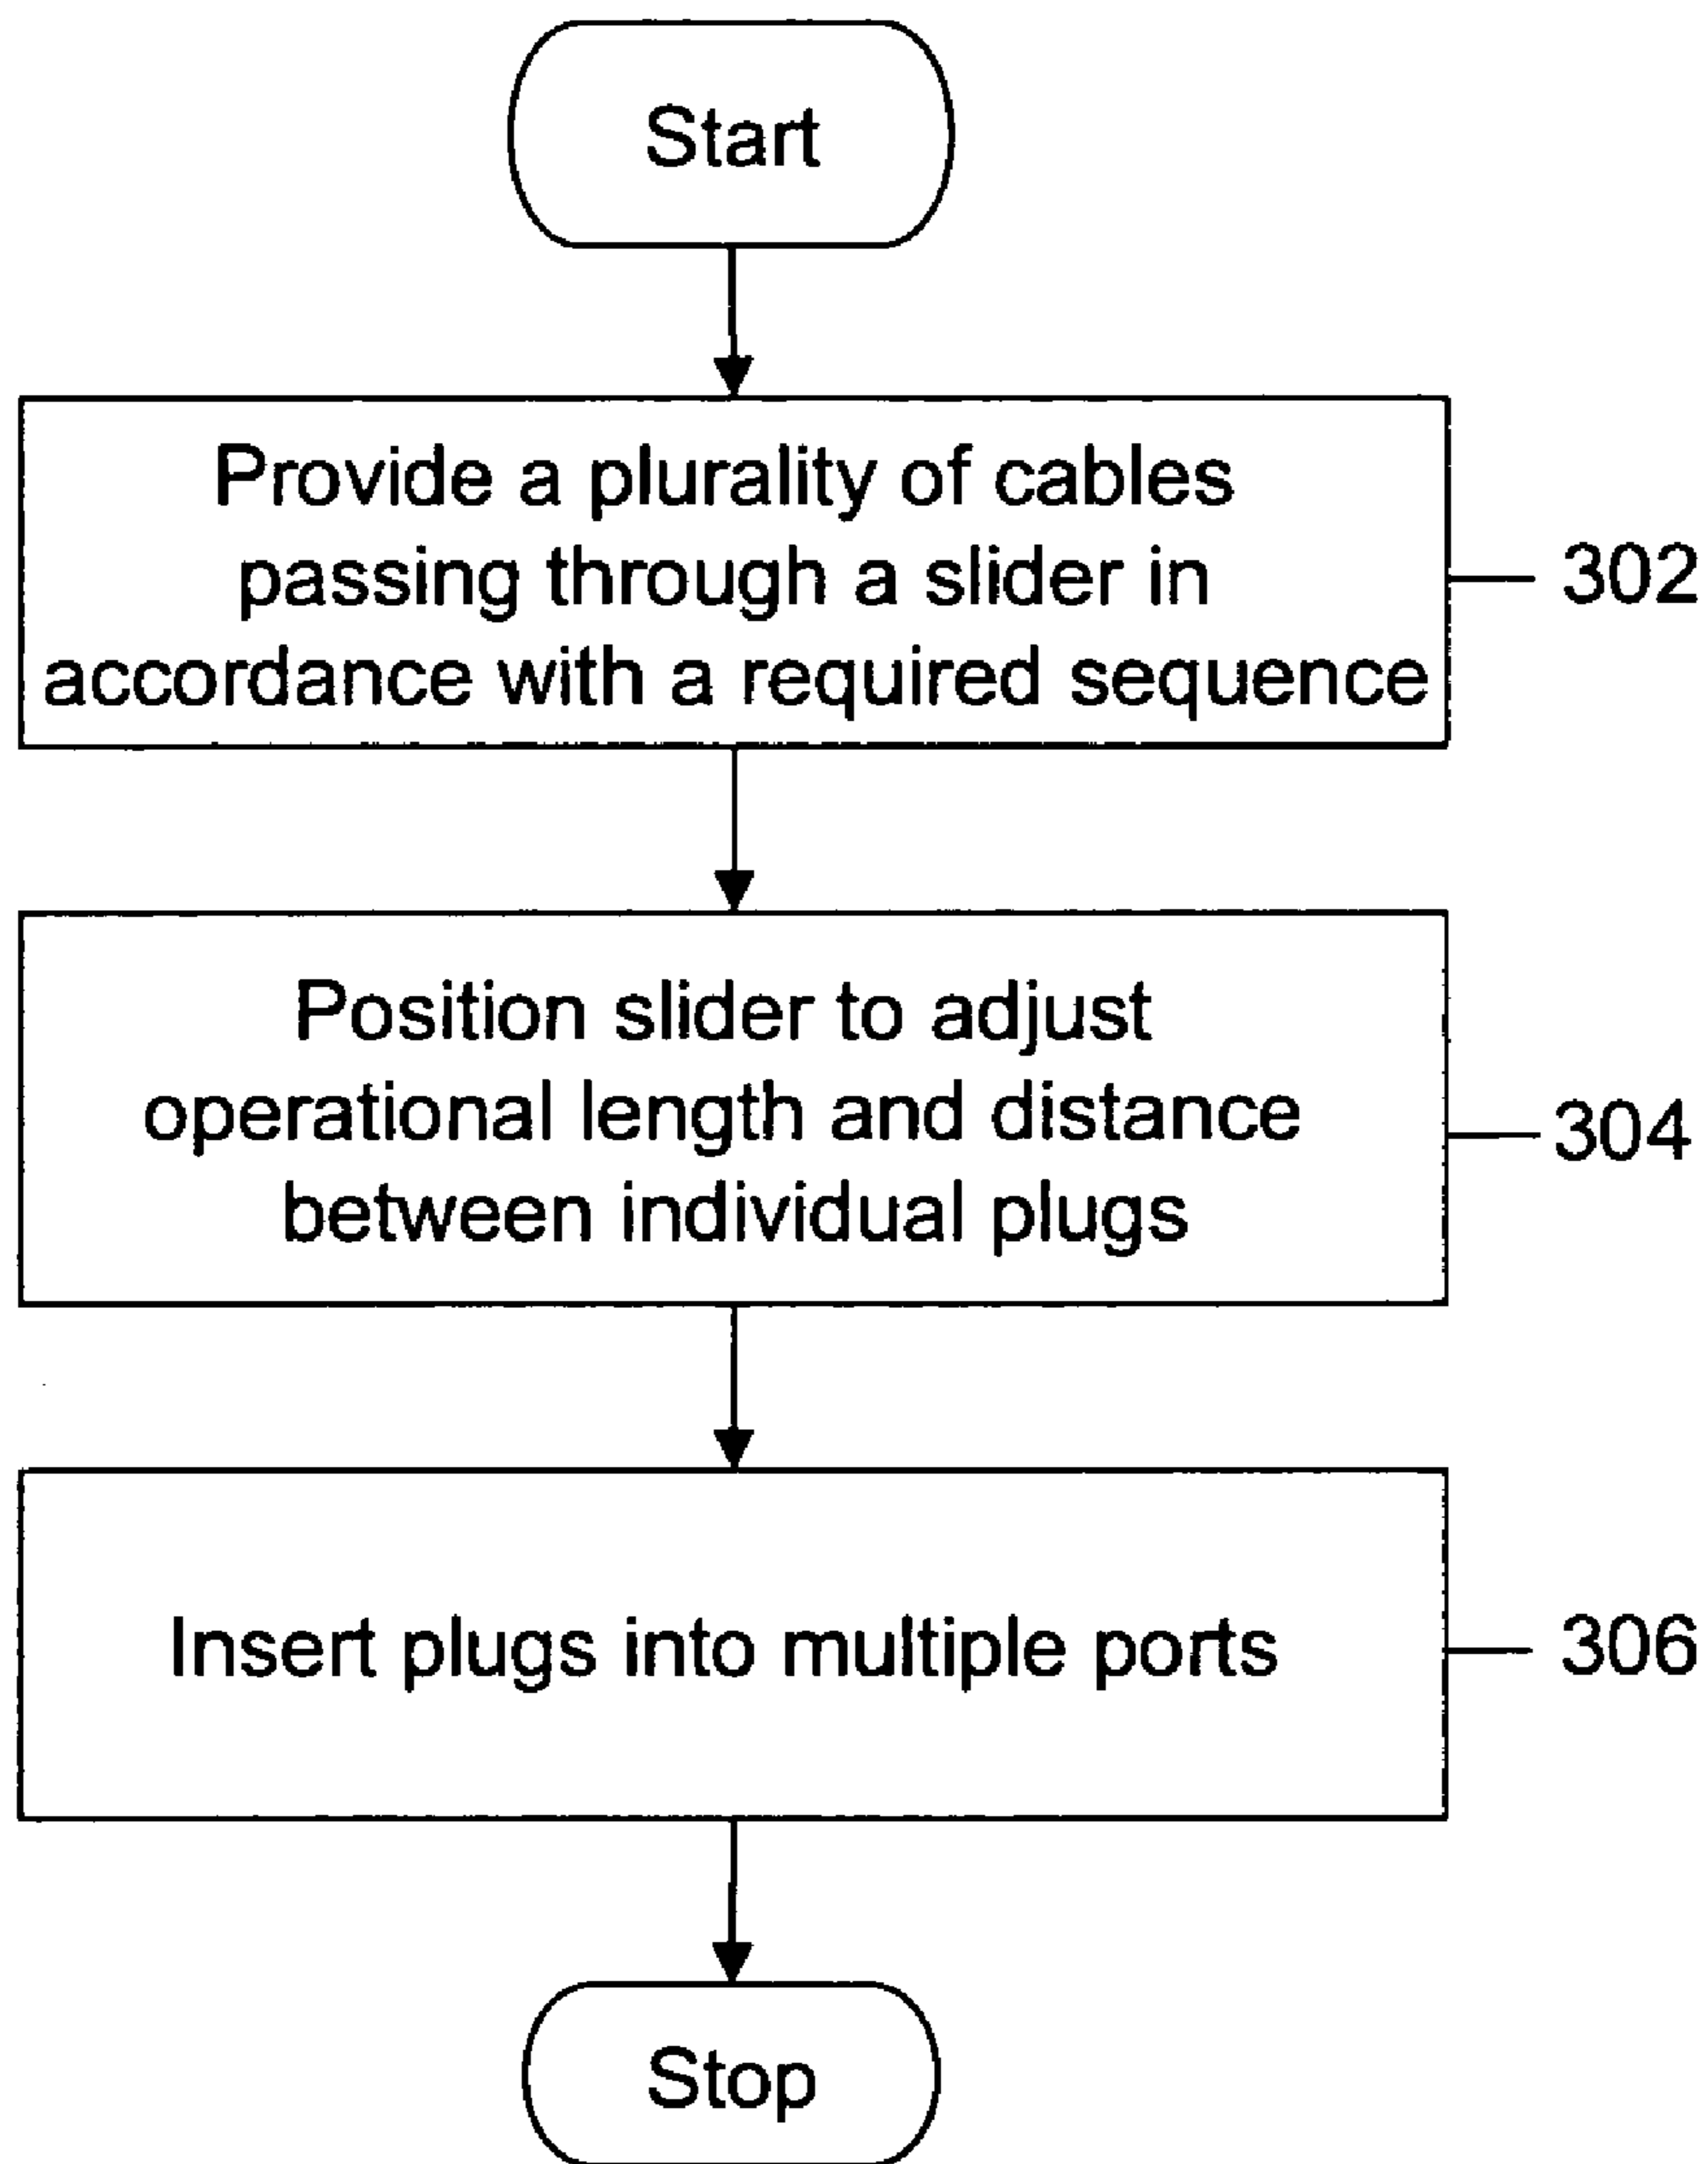 Start
Provide a plurality of cables
passing through a slider in
accordance with a required sequence
302
Position slider to adjust
operational length and distance
between individual plugs
304
Insert plugs into multiple ports
306
Stop